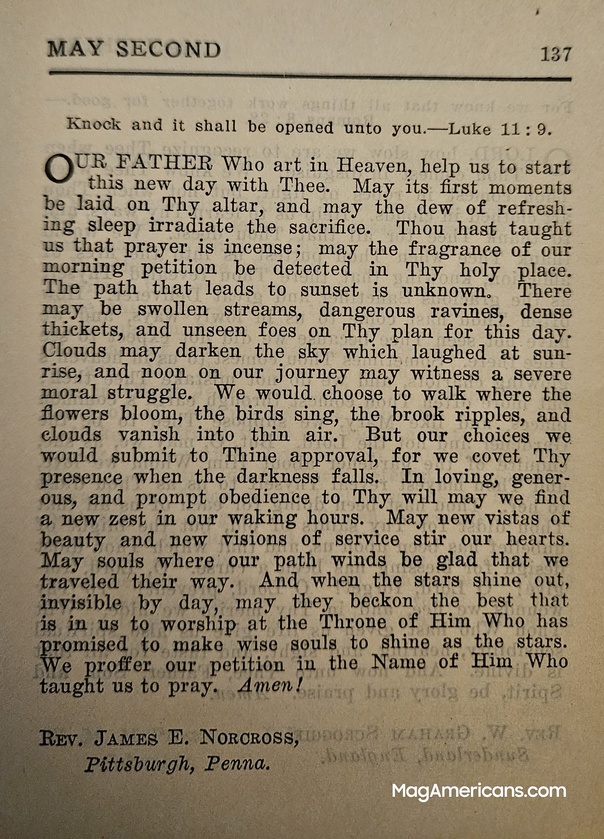 MAY SECOND 137
Knock and it shall be opened unto you.—Luke 11 : 9.
OUR FATHER Who art in Heaven, help us to start
this new day with Thee. May its first moments
be laid on Thy altar, and may the dew of refresh-
ing sleep irradiate the sacrifice. Thou hast taught
us that prayer is incense; may the fragrance of our
morning petition be detected in Thy holy place.
The path that leads to sunset is unknown. There
may be swollen streams, dangerous ravines, dense
thickets, and unseen foes on Thy plan for this day.
Clouds may darken the sky which laughed at sun-
rise, and noon on our journey may witness a severe
moral struggle. We would choose to walk where the
flowers bloom, the birds sing, the brook ripples, and
clouds vanish into thin air. But our choices we
would submit to Thine approval, for we covet Thy
presence when the darkness falls. In loving, gener-
ous, and prompt obedience to Thy will may we find
a new zest in our waking hours. May new vistas of
beauty and new visions of service stir our hearts.
May souls where our path winds be glad that we
traveled their way. And when the stars shine out,
invisible by day, may they beckon the best that
is in us to worship at the Throne of Him Who has
promised to make wise souls to shine as the stars.
We proffer our petition in the Name of Him Who
taught us to pray. Amen!
REV. JAMES E. NORCROSS,
Pittsburgh, Penna.
MagAmericans.com